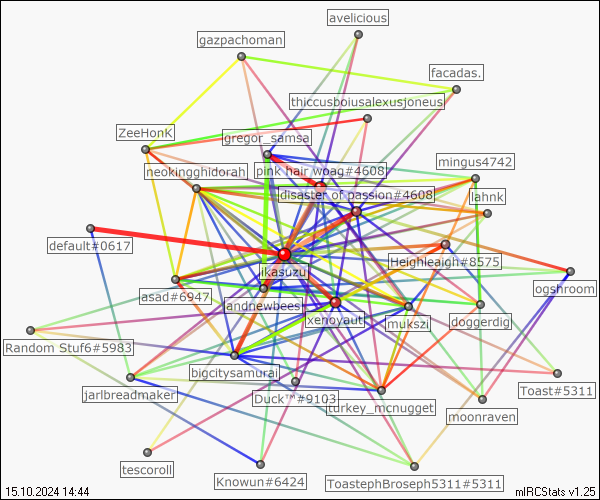 avelicious
gazpachoman
facadas.
thiccusboiusalexusjoneus
ZeeHonK
gregor_samsa
mingus4742
neokingghidorah
pink hair woag#4608
disaster of passion#4608
lahnk
default#0617
Heighleaigh#8575
ikasuzu
ogshroom
asad#6947
landnewbees
xenoyaut
mukszi
doggerdig
Random Stuf6#5983
bigcitysamurai
Toast#5311
jarlbreadmaker
Duck™#9103
turkey_mcnugget
moonraven
tescoroll
Knowun#6424
ToastephBroseph5311#5311
15.10.2024 14:44
mIRCStats v1.25